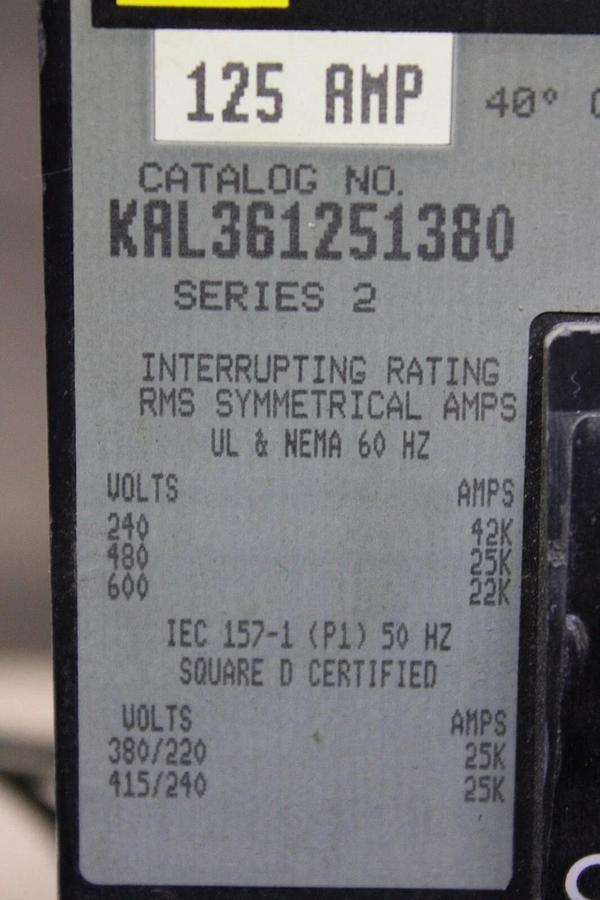 125 AMP
40°
CATALOG NO.
KAL361251380
SERIES 2
INTERRUPTING RATING
RMS SYMMETRICAL AMPS
UL & NEMA 60 HZ
VOLTS AMPS
240 42K
480 25K
600 22K
IEC 157-1 (P1) 50 HZ
SQUARE D CERTIFIED
VOLTS AMPS
380/220 25K
415/240 25K